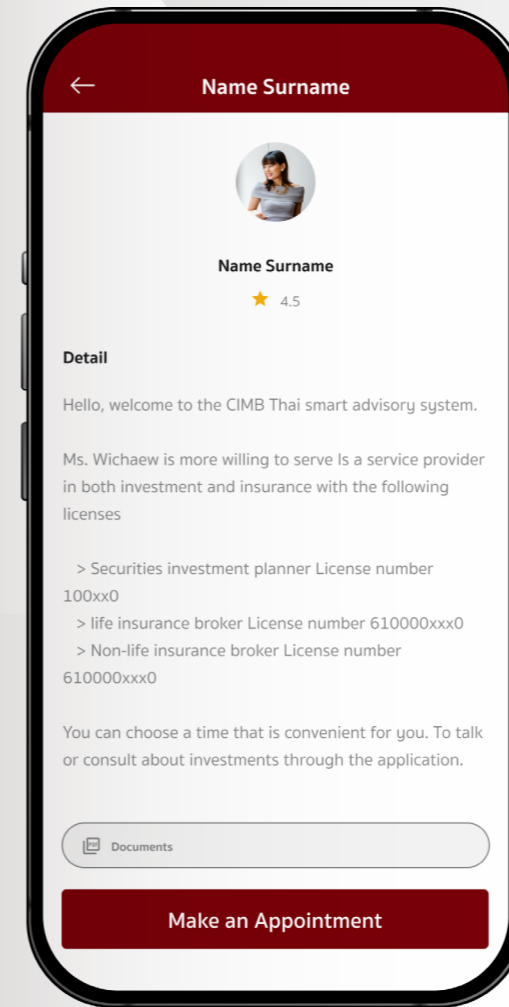 Name Surname
Name Surname
4.5
Detail
Hello, welcome to the CIMB Thai smart advisory system.
Ms. Wichaew is more willing to serve Is a service provider
in both investment and insurance with the following
licenses
> Securities investment planner License number
100xx0
> life insurance broker License number 610000xxx0
> Non-life insurance broker License number
610000xxx0
You can choose a time that is convenient for you. To talk
or consult about investments through the application.
PDF Documents
Make an Appointment